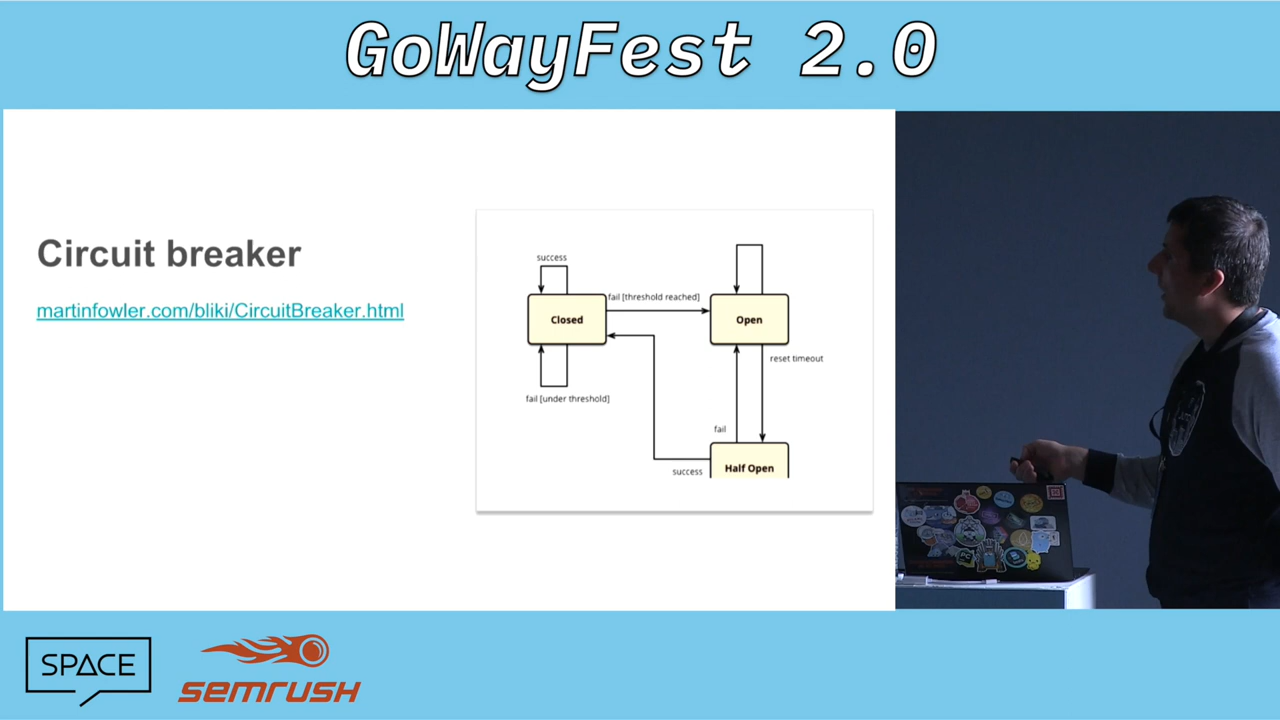 GoWayFest 2.0
Circuit breaker
martinfowler.com/bliki/CircuitBreaker.html
success
fail [threshold reached]
Closed
Open
reset timeout
fail [under threshold]
fail
success
Half Open
SPACE
semrush